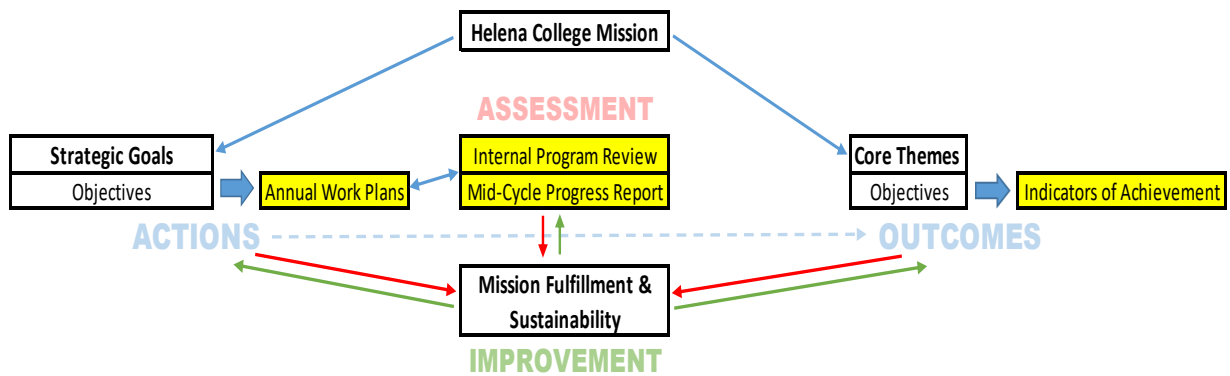 Helena College Mission
ASSESSMENT
Strategic Goals
Objectives
Annual Work Plans
Internal Program Review
Mid-Cycle Progress Report
Core Themes
Objectives
Indicators of Achievement
ACTIONS
OUTCOMES
Mission Fulfillment &
Sustainability
IMPROVEMENT